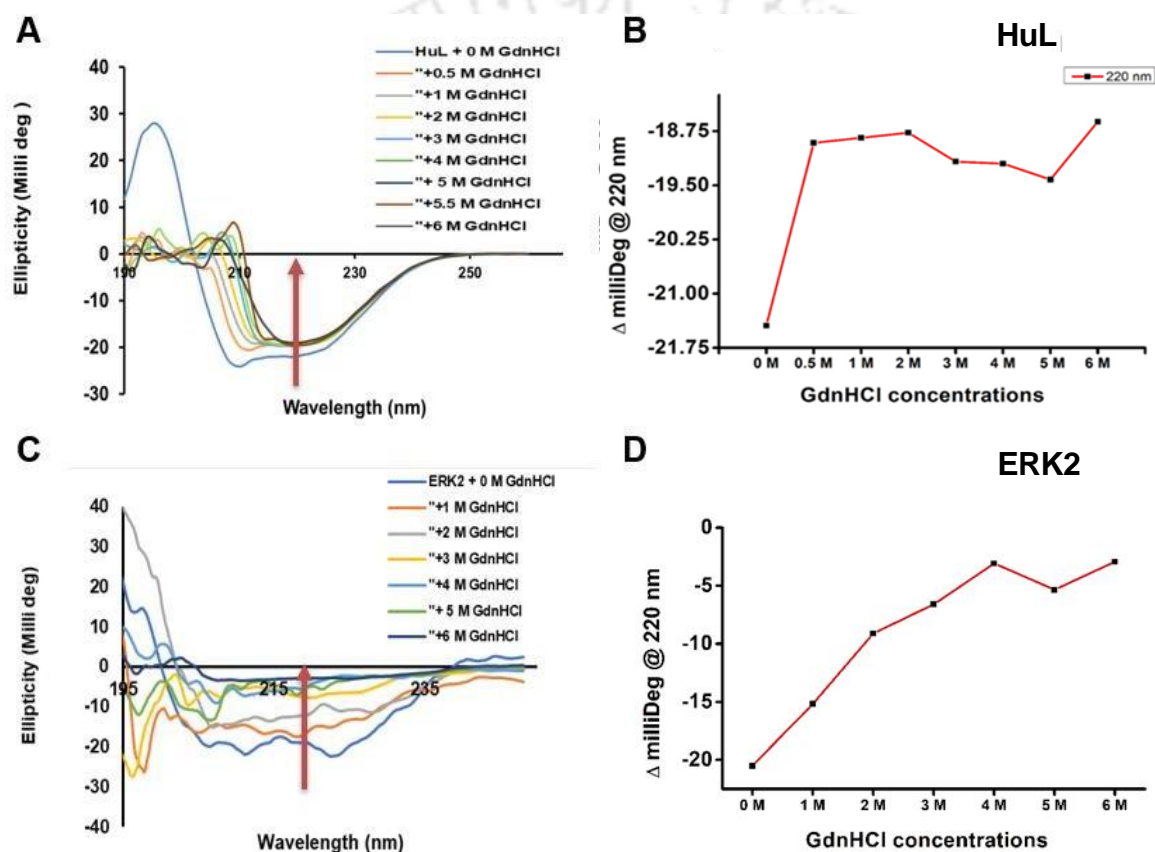 A
HuL + 0 M GdnHCl
"+0.5 M GdnHCl
"+1 M GdnHCl
"+2 M GdnHCl
"+3 M GdnHCl
"+4 M GdnHCl
"+ 5 M GdnHCl
"+5.5 M GdnHCl
"+6 M GdnHCl
Ellipticity (Milli deg )
40
30
20
10
0
-10
-20
-30
190
210
230
250
Wavelength (nm)
B
HuL
220 nm
Δ milliDeg @ 220 nm
-18.75
-19.50
-20.25
-21.00
-21.75
0 M 0.5 M 1 M 2 M 3 M 4 M 5 M 6 M
GdnHCl concentrations
C
ERK2 + 0 M GdnHCl
"+1 M GdnHCl
"+2 M GdnHCl
"+3 M GdnHCl
"+4 M GdnHCl
"+ 5 M GdnHCl
"+6 M GdnHCl
Ellipticity (Milli deg)
40
30
20
10
0
-10
-20
-30
-40
195
215
235
Wavelength (nm)
D
ERK2
Δ milliDeg @ 220 nm
0
-5
-10
-15
-20
0 M 1 M 2 M 3 M 4 M 5 M 6 M
GdnHCl concentrations